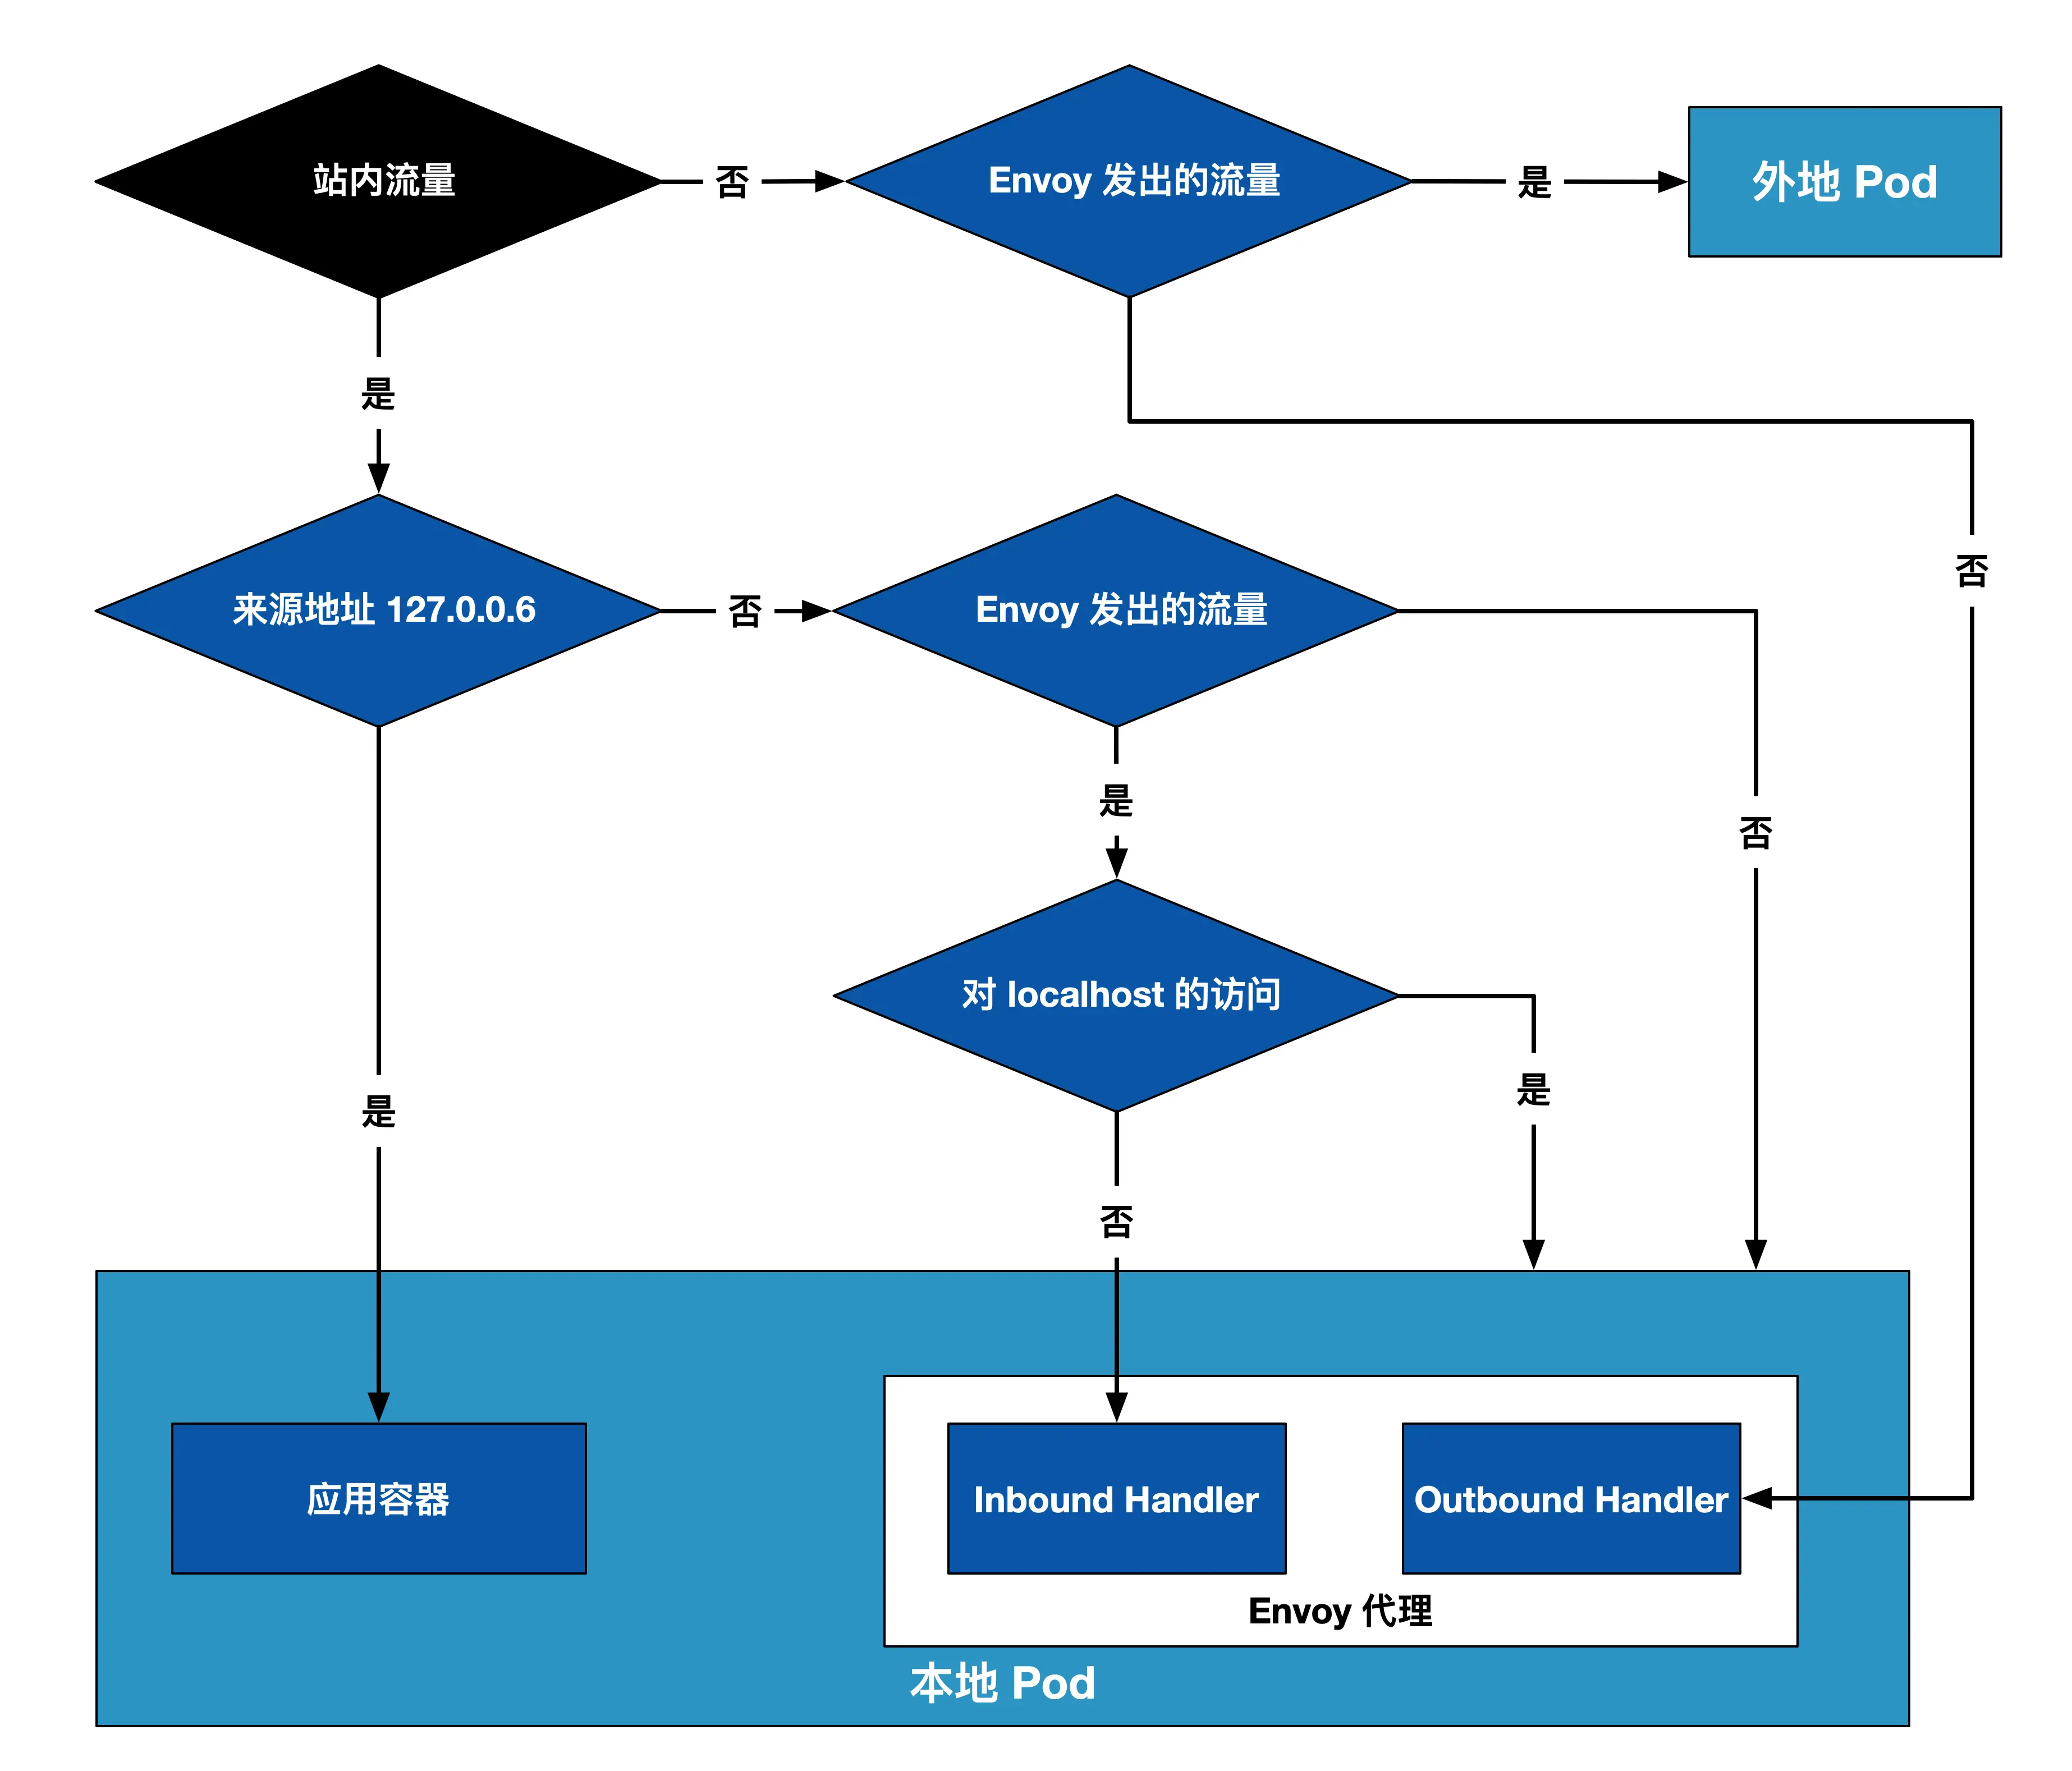 站内流量
否
Envoy 发出的流量
是
外地 Pod
是
否
来源地址 127.0.0.6
否
Envoy 发出的流量
是
否
对 localhost 的访问
是
是
否
应用容器
Inbound Handler
Outbound Handler
Envoy 代理
本地 Pod